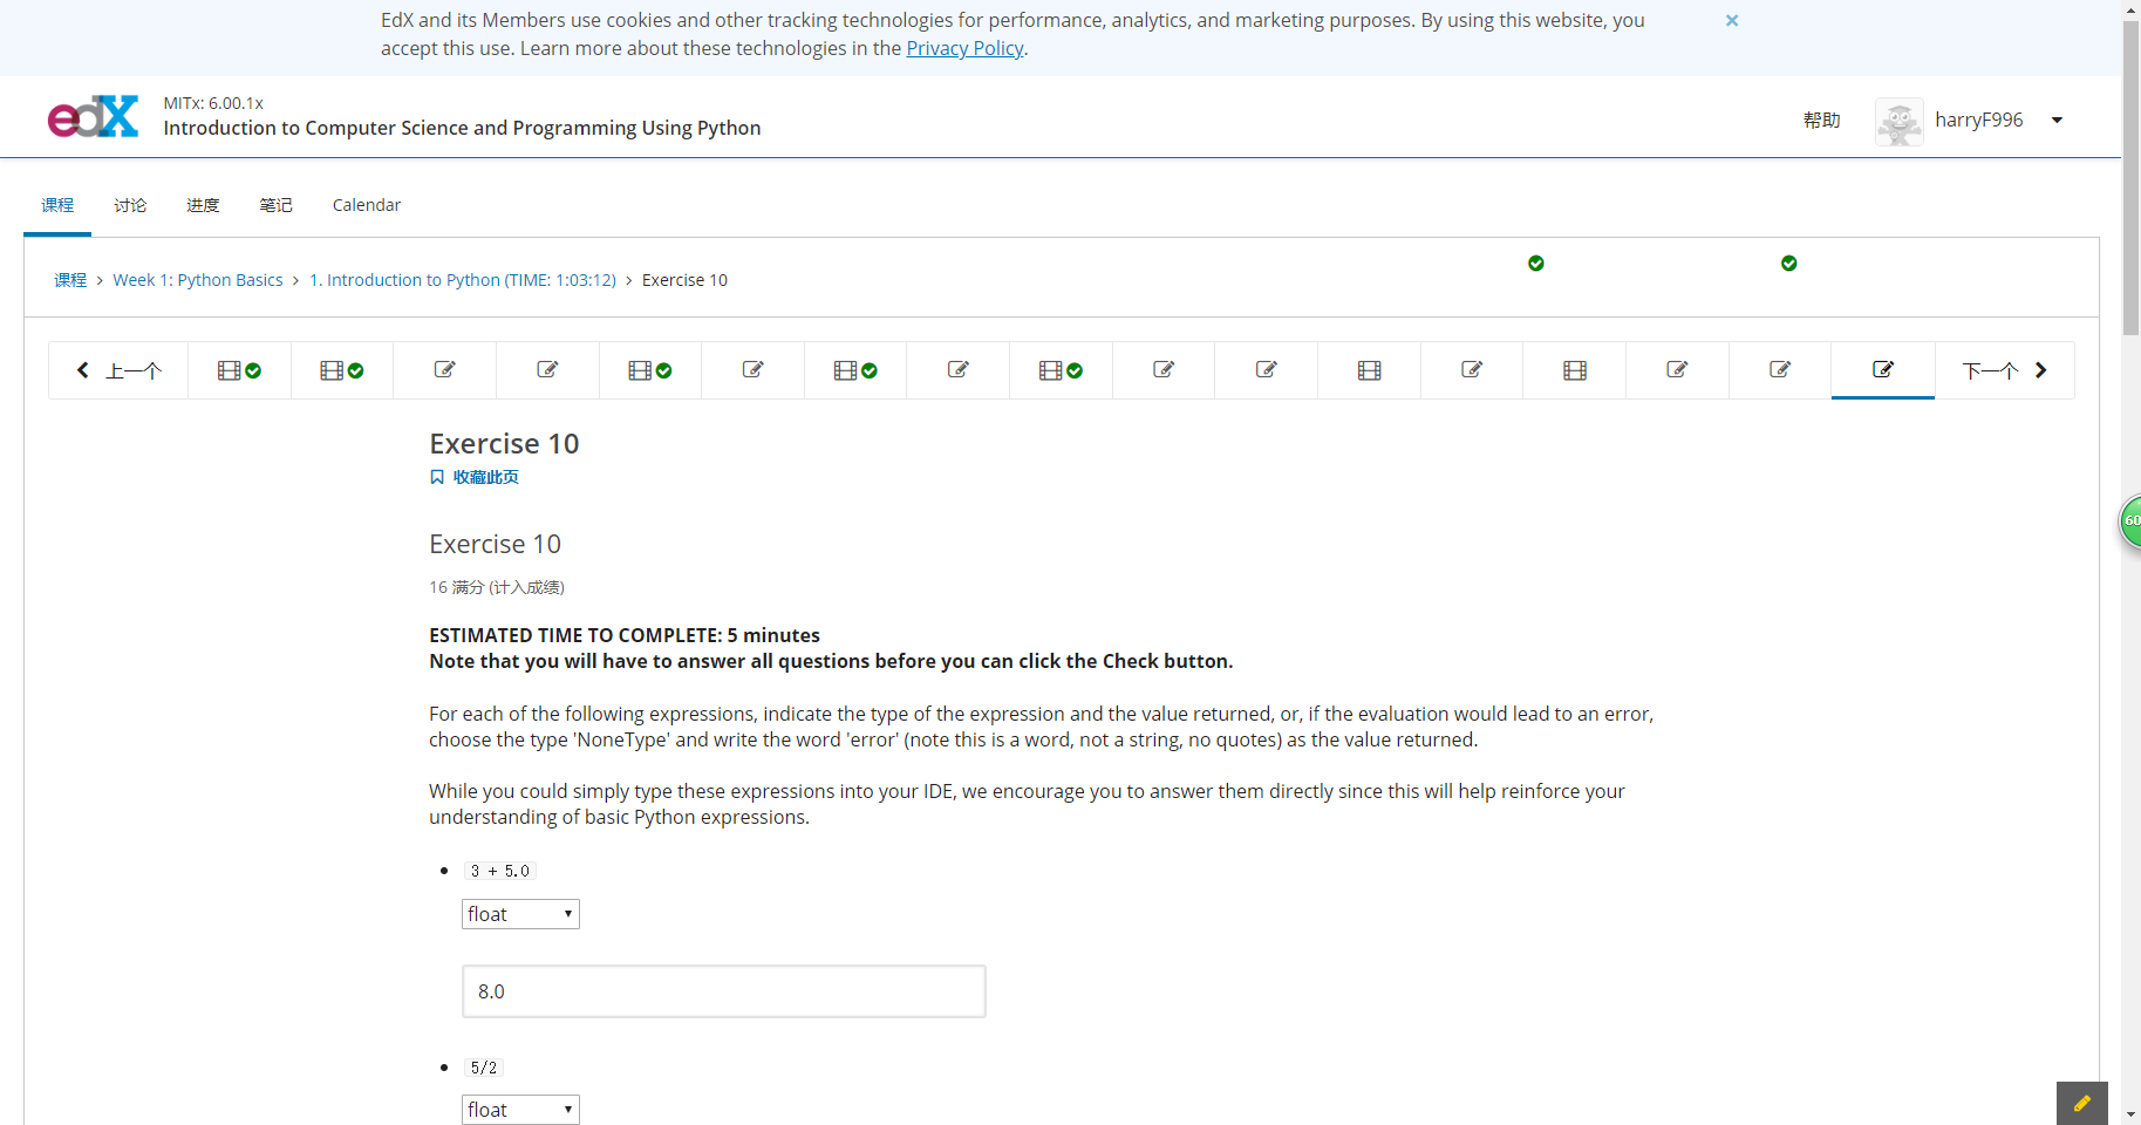 EdX and its Members use cookies and other tracking technologies for performance, analytics, and marketing purposes. By using this website, you
accept this use. Learn more about these technologies in the Privacy Policy.
edX
MITx: 6.00.1x
Introduction to Computer Science and Programming Using Python
帮助
harryF996
课程 讨论 进度 笔记 Calendar
课程 > Week 1: Python Basics > 1. Introduction to Python (TIME: 1:03:12) > Exercise 10
上一个
下一个
Exercise 10
收藏此页
60
Exercise 10
16 满分 (计入成绩)
ESTIMATED TIME TO COMPLETE: 5 minutes
Note that you will have to answer all questions before you can click the Check button.
For each of the following expressions, indicate the type of the expression and the value returned, or, if the evaluation would lead to an error,
choose the type 'NoneType' and write the word 'error' (note this is a word, not a string, no quotes) as the value returned.
While you could simply type these expressions into your IDE, we encourage you to answer them directly since this will help reinforce your
understanding of basic Python expressions.
3 + 5.0
float
8.0
5/2
float